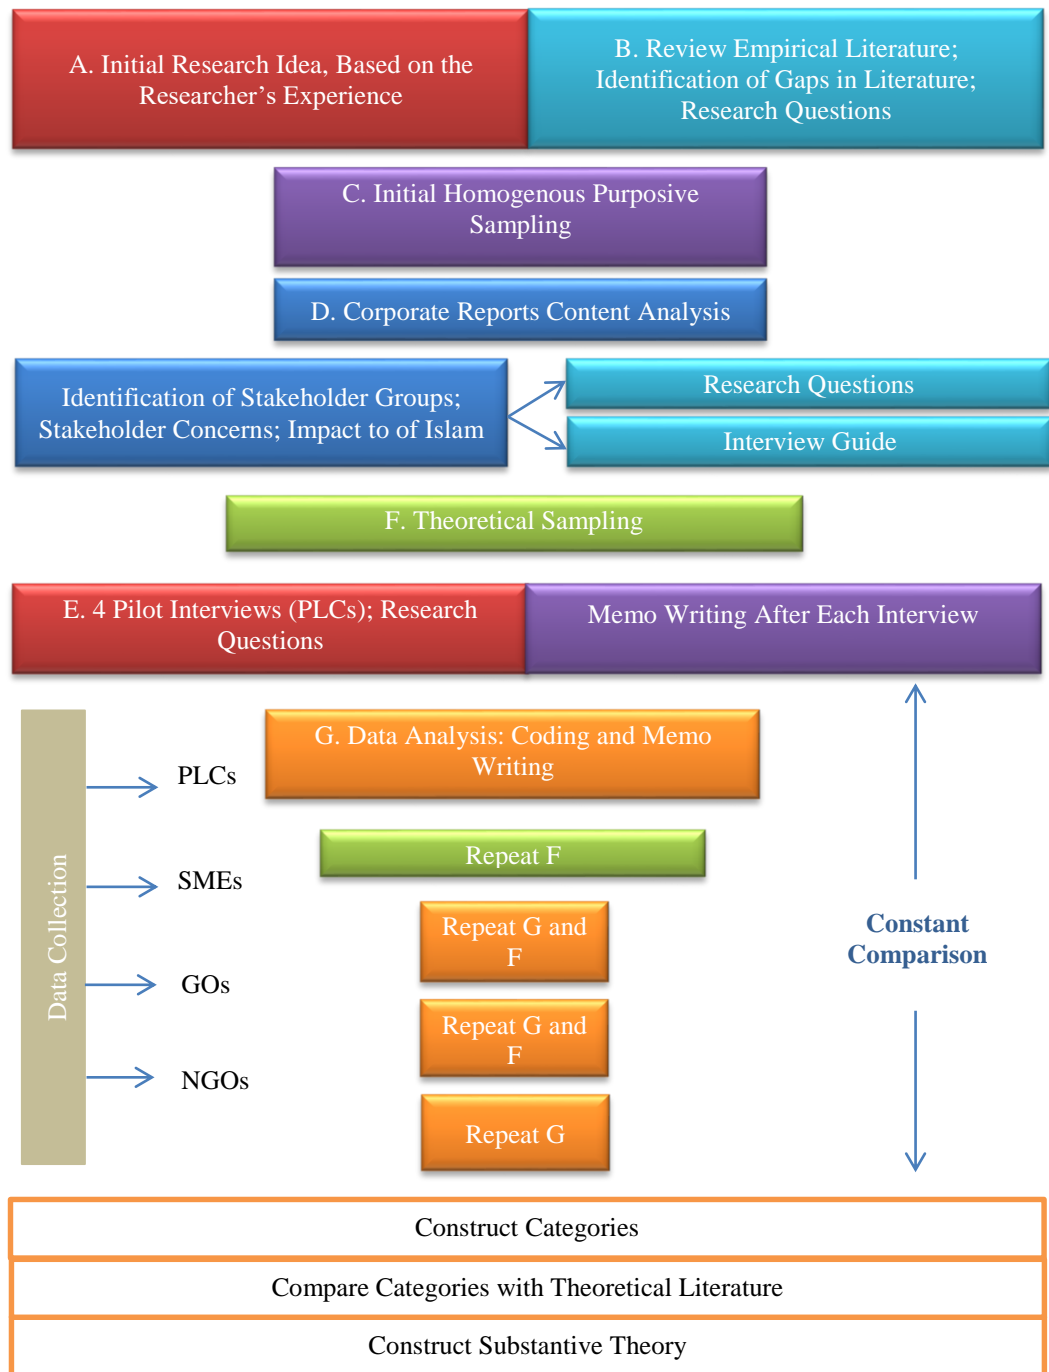 A. Initial Research Idea, Based on the
Researcher’s Experience
B. Review Empirical Literature;
Identification of Gaps in Literature;
Research Questions
C. Initial Homogenous Purposive
Sampling
D. Corporate Reports Content Analysis
Identification of Stakeholder Groups;
Stakeholder Concerns; Impact to of Islam
Research Questions
Interview Guide
F. Theoretical Sampling
E. 4 Pilot Interviews (PLCs); Research
Questions
Memo Writing After Each Interview
Data Collection
PLCs
SMEs
GOs
NGOs
G. Data Analysis: Coding and Memo
Writing
Repeat F
Repeat G and
F
Repeat G and
F
Repeat G
Constant
Comparison
Construct Categories
Compare Categories with Theoretical Literature
Construct Substantive Theory